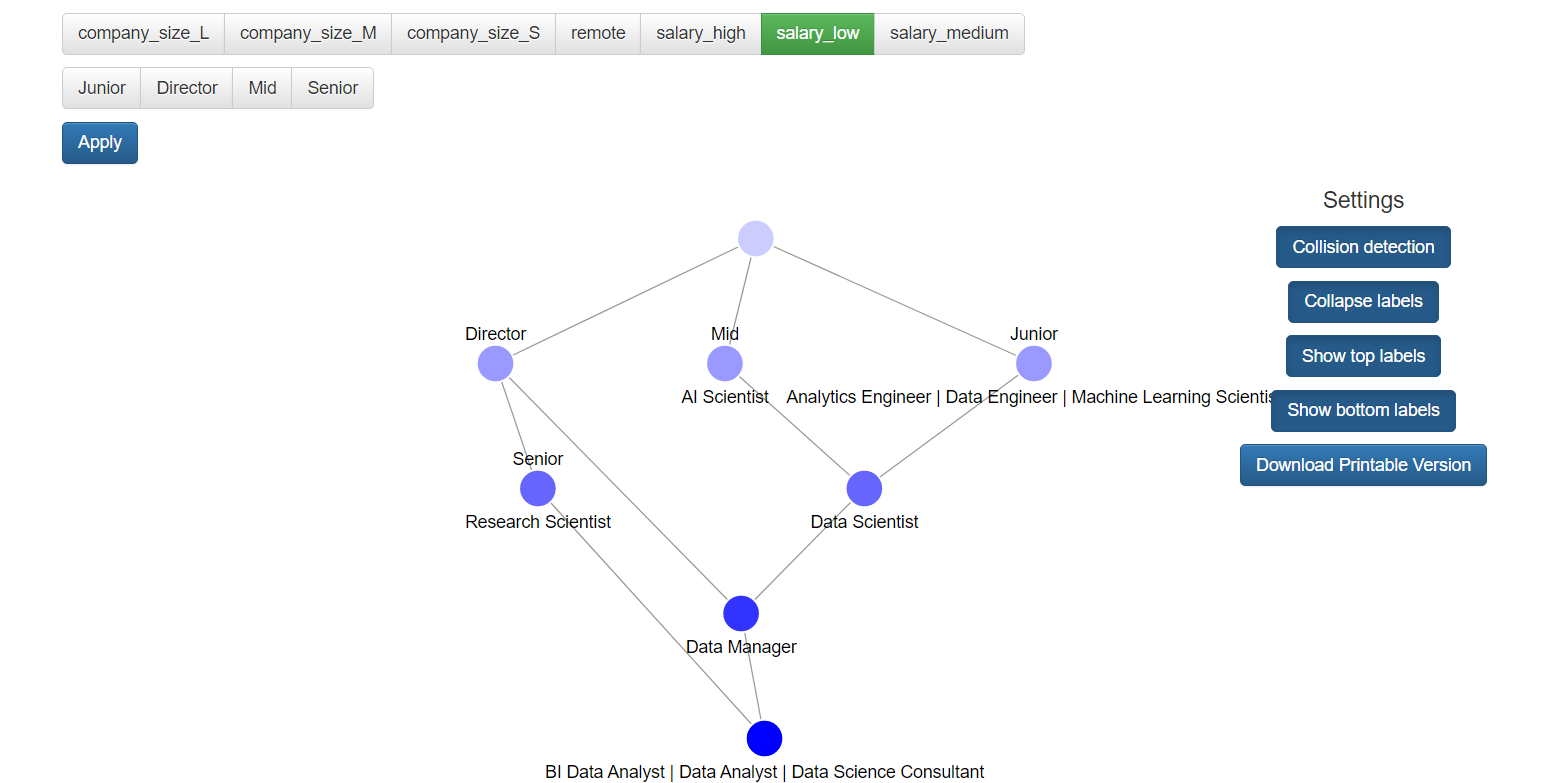 company_size_L company_size_M company_size_S remote salary_high salary_low salary_medium
Junior Director Mid Senior
Apply
Settings
Collision detection
Collapse labels
Show top labels
Show bottom labels
Download Printable Version
Director
Mid
Junior
AI Scientist
Analytics Engineer | Data Engineer | Machine Learning Scientis
Senior
Research Scientist
Data Scientist
Data Manager
BI Data Analyst | Data Analyst | Data Science Consultant